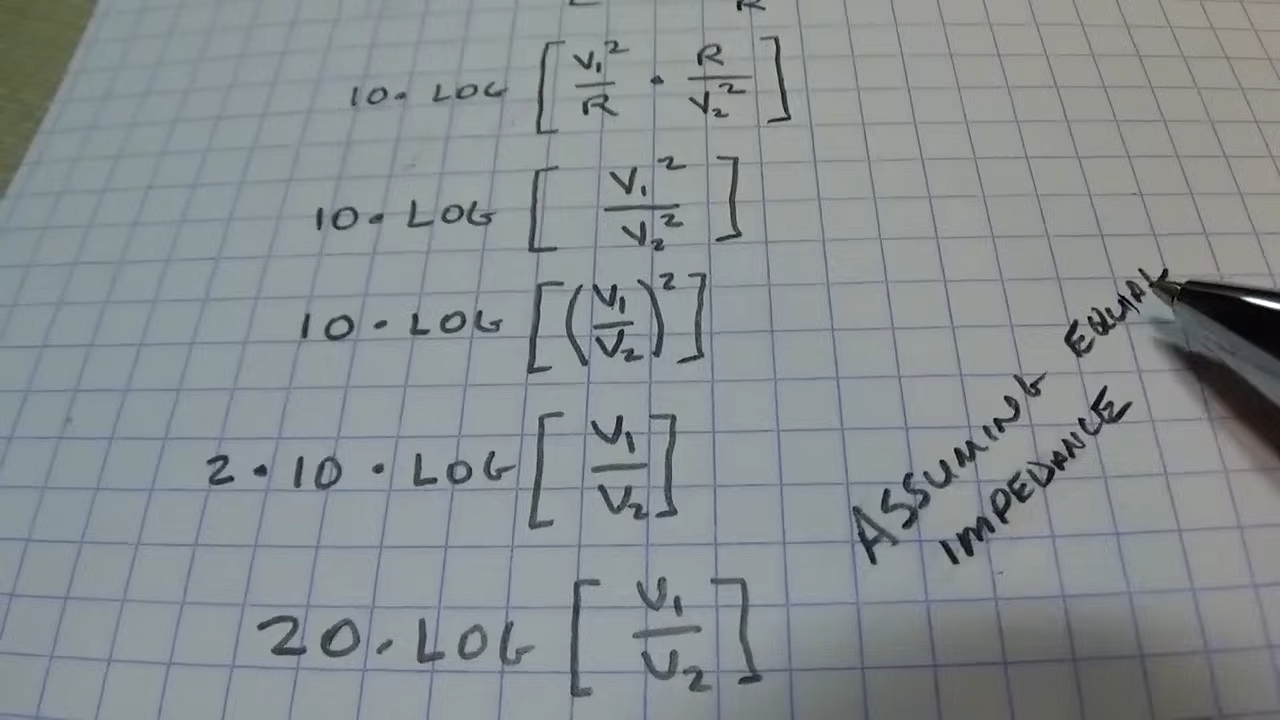 10 · LOG [ V₁²/R · R/V₂² ]
10 · LOG [ V₁²/V₂² ]
10 · LOG [ (V₁/V₂)² ]
2 · 10 · LOG [ V₁/V₂ ]
20 · LOG [ V₁/V₂ ]
ASSUMING EQUAL
IMPEDANCE